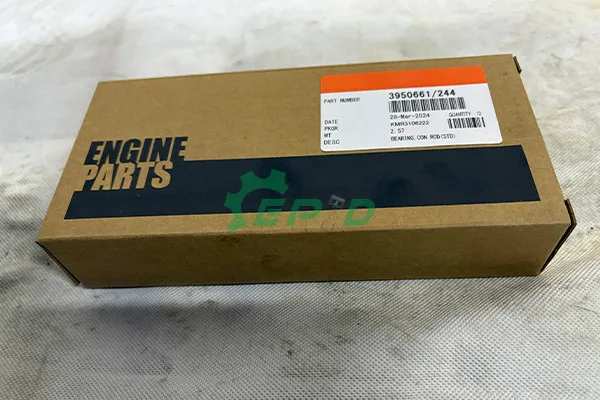 ENGINE
PARTS
PART NUMBER 3950661/244
DATE 28-Mar-2024 QUANTITY
PKGR KMR3106222
WT 2.57
DESC BEARING,CON.ROD(STD)